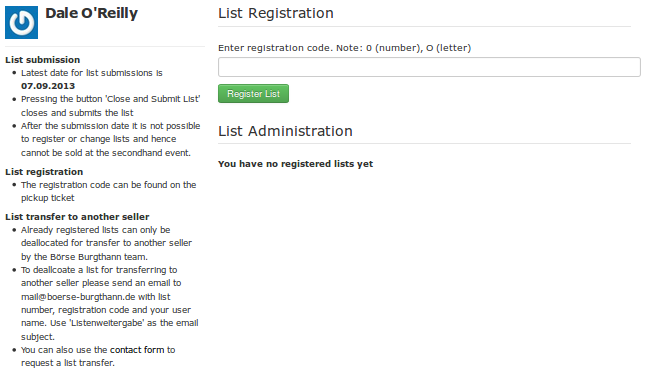 Dale O'Reilly
List submission
• Latest date for list submissions is
07.09.2013
• Pressing the button 'Close and Submit List'
closes and submits the list
• After the submission date it is not possible
to register or change lists and hence
cannot be sold at the secondhand event.
List registration
• The registration code can be found on the
pickup ticket
List transfer to another seller
• Already registered lists can only be
deallocated for transfer to another seller
by the Börse Burgthann team.
• To deallcoate a list for transferring to
another seller please send an email to
mail@boerse-burgthann.de with list
number, registration code and your user
name. Use 'Listenweitergabe' as the email
subject.
• You can also use the contact form to
request a list transfer.
List Registration
Enter registration code. Note: 0 (number), O (letter)
Register List
List Administration
You have no registered lists yet